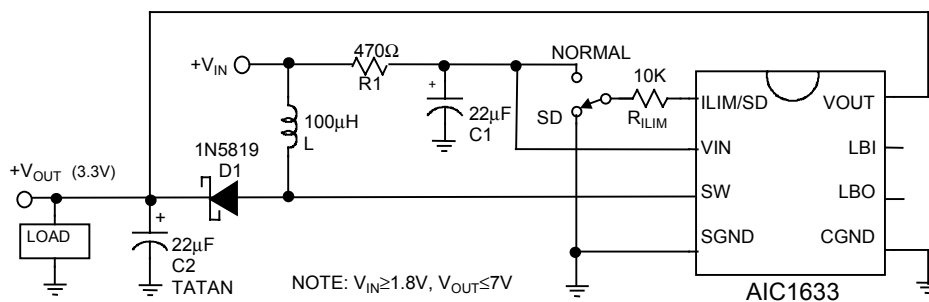 470Ω
NORMAL
+VIN
R1
10K
+
ILIM/SD
VOUT
22μF
C1
SD
RILIM
100μH
L
VIN
LBI
1N5819
D1
+VOUT (3.3V)
SW
LBO
+
LOAD
22μF
C2
TATAN
SGND
CGND
NOTE: VIN≥1.8V, VOUT≤7V
AIC1633